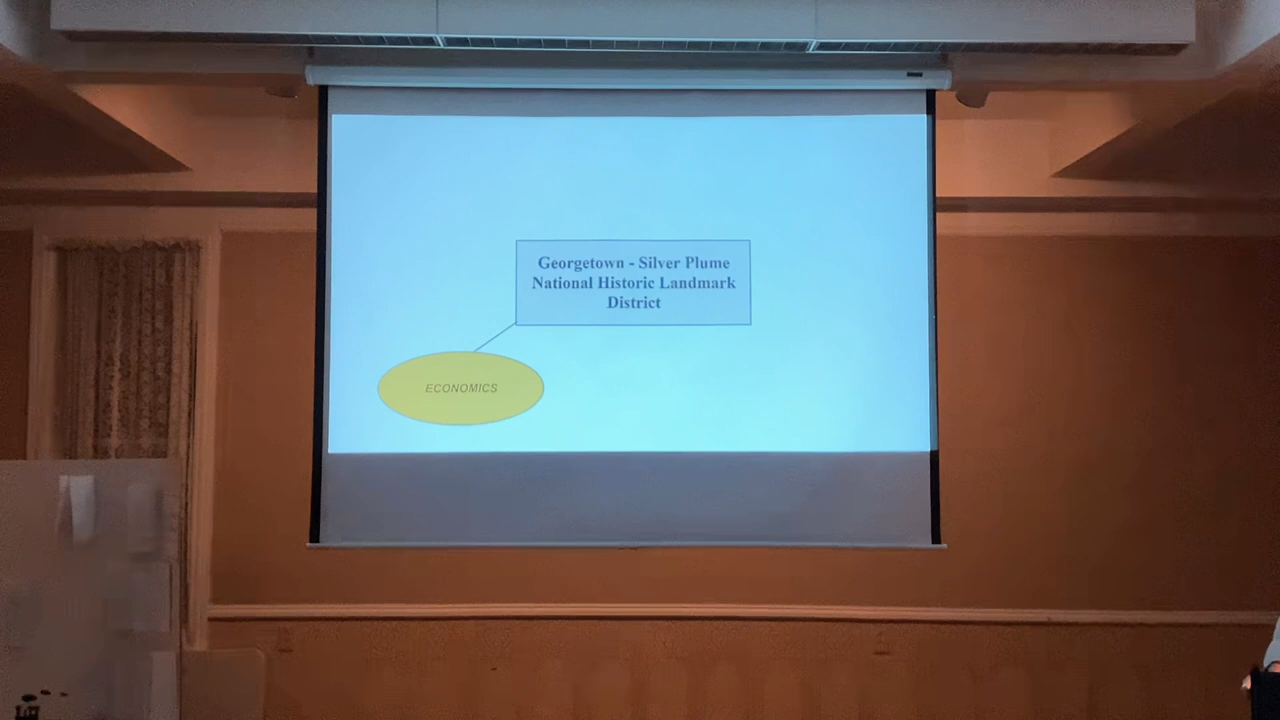 Georgetown - Silver Plume
National Historic Landmark
District
ECONOMICS